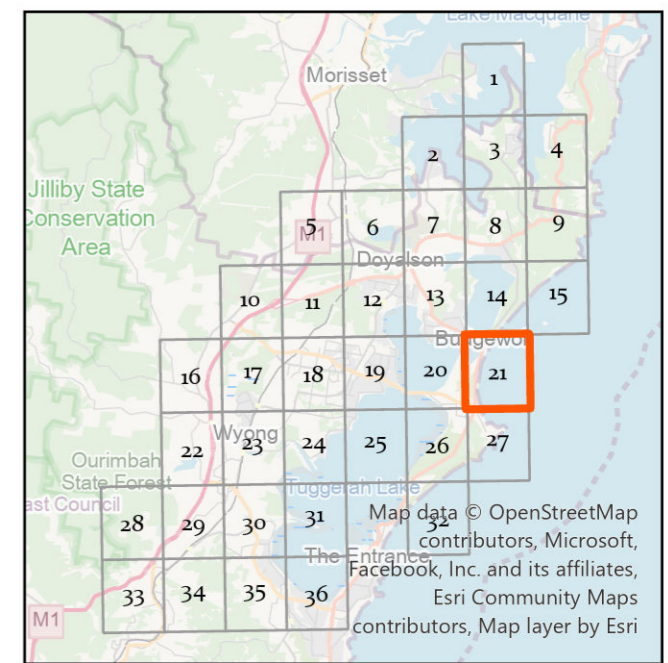 Lake Macquarie
Morisset
1
2
3
4
Jilliby State
Conservation
Area
5
M1
6
7
8
9
Doyalson
10
11
12
13
14
15
Budgewoi
16
17
18
19
20
21
Wyong
22
23
24
25
26
27
Ourimbah
State Forest
ast Council
Tuggerah Lake
28
29
30
31
32
Map data © OpenStreetMap
contributors, Microsoft,
The Entrance
Facebook, Inc. and its affiliates,
33
34
35
36
Esri Community Maps
M1
contributors, Map layer by Esri